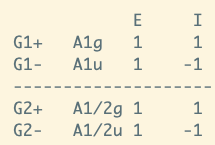 E I
G1+ A1g 1 1
G1- A1u 1 -1
--------------------
G2+ A1/2g 1 1
G2- A1/2u 1 -1